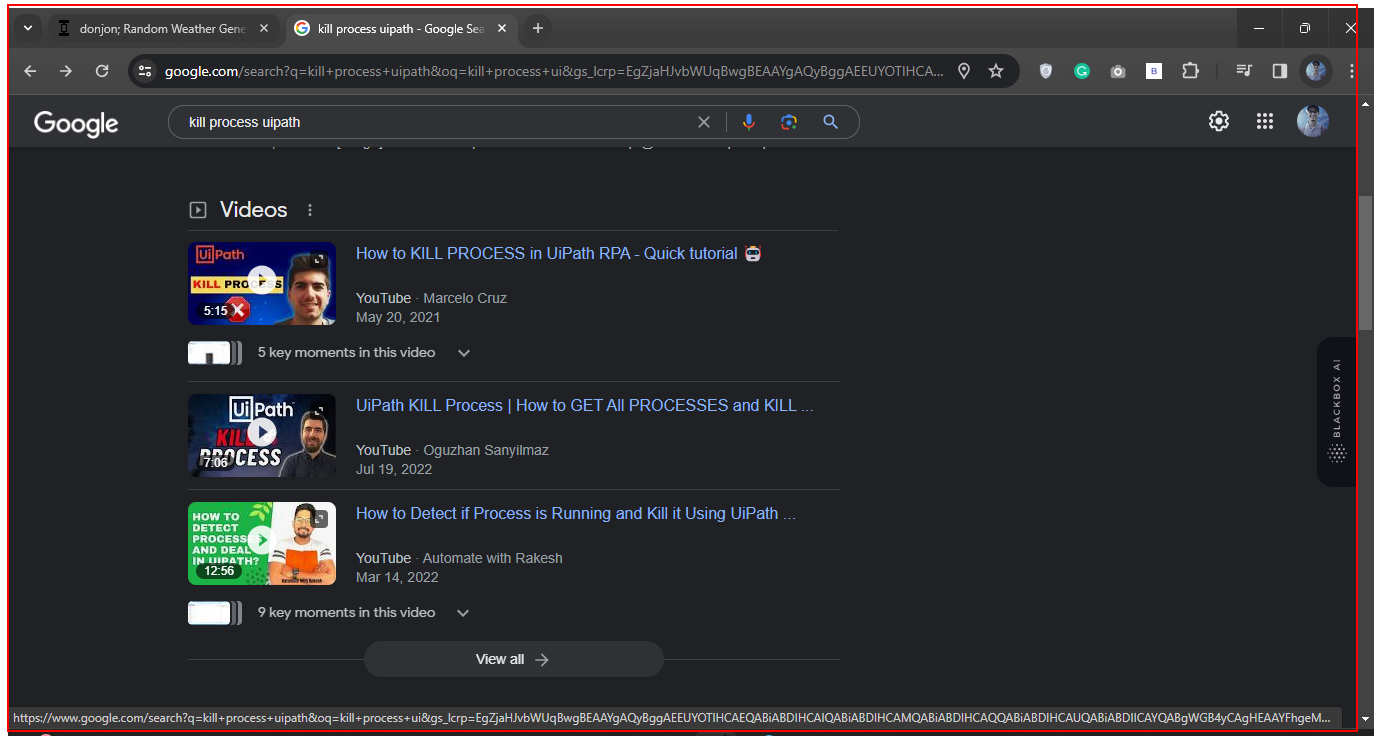 donjon; Random Weather Gene
kill process uipath - Google Sea
google.com/search?q=kill+process+uipath&oq=kill+process+ui&gs_lcrp=EgZjaHJvbWUqBwgBEAAYgAQyBggAEEUYOTIHCA...
B
Google
kill process uipath
Videos
UiPath
KILL PROCESS
5:15
How to KILL PROCESS in UiPath RPA - Quick tutorial
YouTube · Marcelo Cruz
May 20, 2021
5 key moments in this video
BLACKBOX AI
UiPath
KILL
PROCESS
7:06
UiPath KILL Process | How to GET All PROCESSES and KILL ...
YouTube · Oguzhan Sanyilmaz
Jul 19, 2022
HOW TO
DETECT
PROCESSES
AND DEAL
IN UIPATH?
12:56
Automate with Rakesh
How to Detect if Process is Running and Kill it Using UiPath ...
YouTube · Automate with Rakesh
Mar 14, 2022
9 key moments in this video
View all
https://www.google.com/search?q=kill+process+uipath&oq=kill+process+ui&gs_lcrp=EgZjaHJvbWUqBwgBEAAYgAQyBggAEEUYOTIHCAEQABiABDIHCAIQABiABDIHCAMQABiABDIHCAQQABiABDIHCAUQABiABDIICAYQABgWGB4yCAgHEAAYFhgeM...